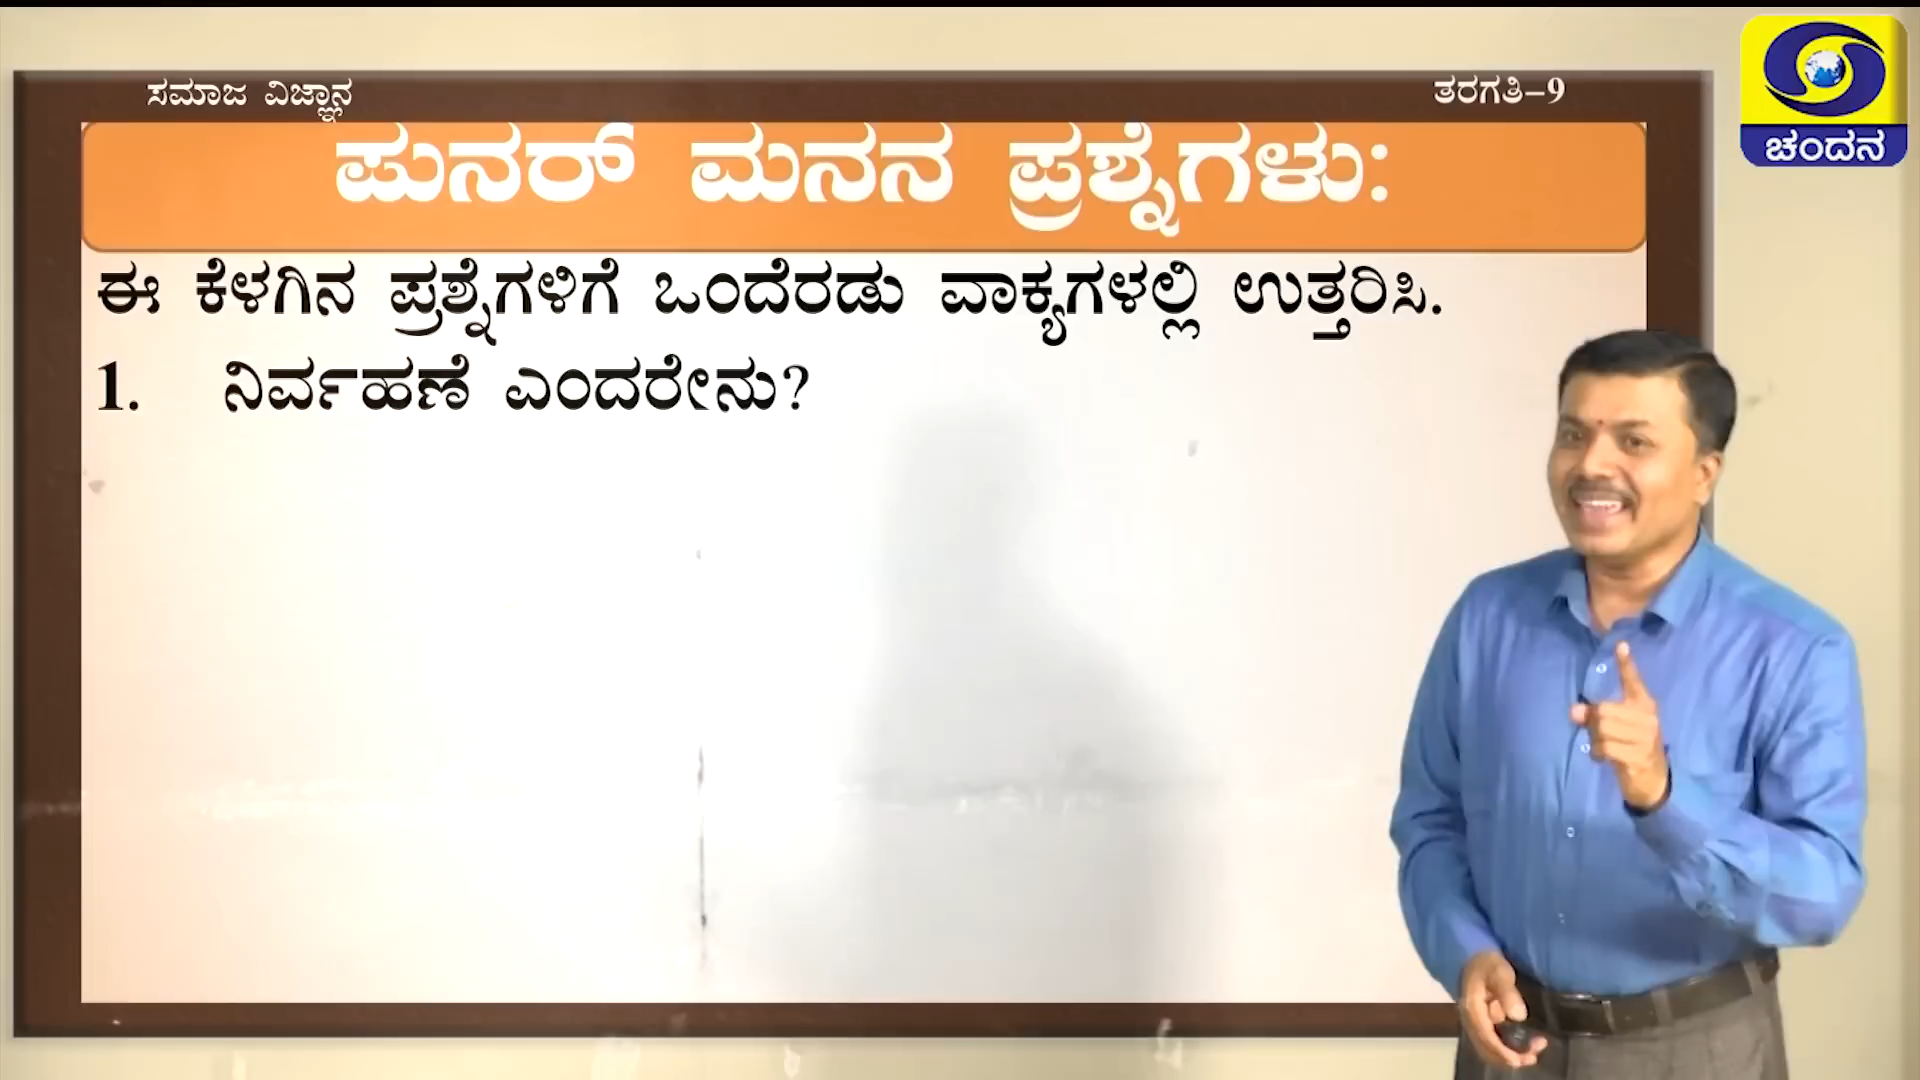 ಸಮಾಜ ವಿಜ್ಞಾನ
ತರಗತಿ-9
ಚಂದನ
ಪುನರ್ ಮನನ ಪ್ರಶ್ನೆಗಳು:
ಈ ಕೆಳಗಿನ ಪ್ರಶ್ನೆಗಳಿಗೆ ಒಂದೆರಡು ವಾಕ್ಯಗಳಲ್ಲಿ ಉತ್ತರಿಸಿ.
1. ನಿರ್ವಹಣೆ ಎಂದರೇನು?